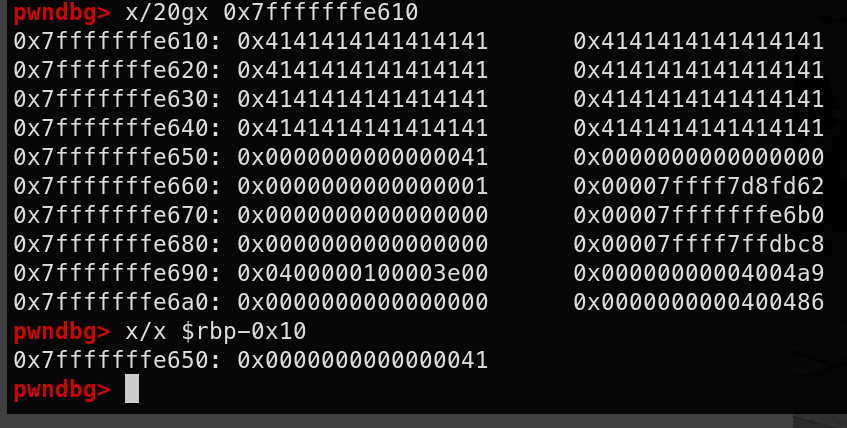 pwndbg> x/20gx 0x7fffffffe610
0x7fffffffe610: 0x4141414141414141 0x4141414141414141
0x7fffffffe620: 0x4141414141414141 0x4141414141414141
0x7fffffffe630: 0x4141414141414141 0x4141414141414141
0x7fffffffe640: 0x4141414141414141 0x4141414141414141
0x7fffffffe650: 0x0000000000000041 0x0000000000000000
0x7fffffffe660: 0x0000000000000001 0x00007ffff7d8fd62
0x7fffffffe670: 0x0000000000000000 0x00007fffffffe6b0
0x7fffffffe680: 0x0000000000000000 0x00007ffff7ffdbc8
0x7fffffffe690: 0x0400000100003e00 0x00000000004004a9
0x7fffffffe6a0: 0x0000000000000000 0x0000000000400486
pwndbg> x/x $rbp-0x10
0x7fffffffe650: 0x0000000000000041
pwndbg>